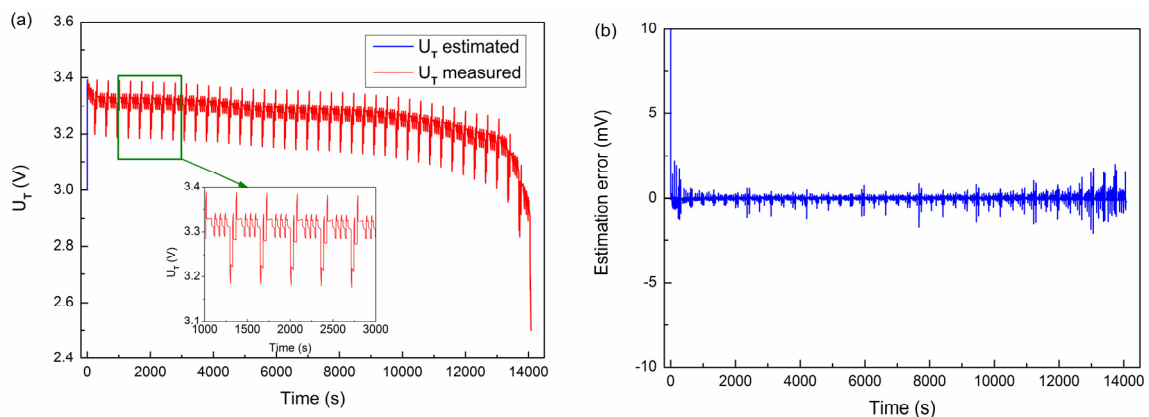 (a)
3.6
3.4
3.2
3.0
2.8
2.6
2.4
U_T (V)
U_T estimated
U_T measured
3.4
3.3
3.2
3.1
U_T (V)
1000 1500 2000 2500 3000
Time (s)
0 2000 4000 6000 8000 10000 12000 14000
Time (s)
(b)
10
5
0
-5
-10
Estimation error (mV)
0 2000 4000 6000 8000 10000 12000 14000
Time (s)